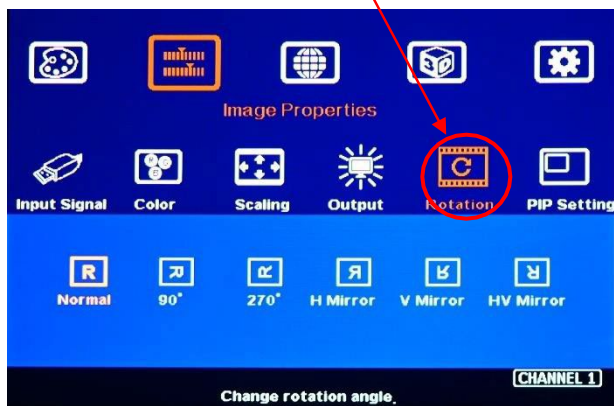 Image Properties
Input Signal Color Scaling Output Rotation PIP Setting
R R R R R R
Normal 90° 270° H Mirror V Mirror HV Mirror
CHANNEL 1
Change rotation angle.